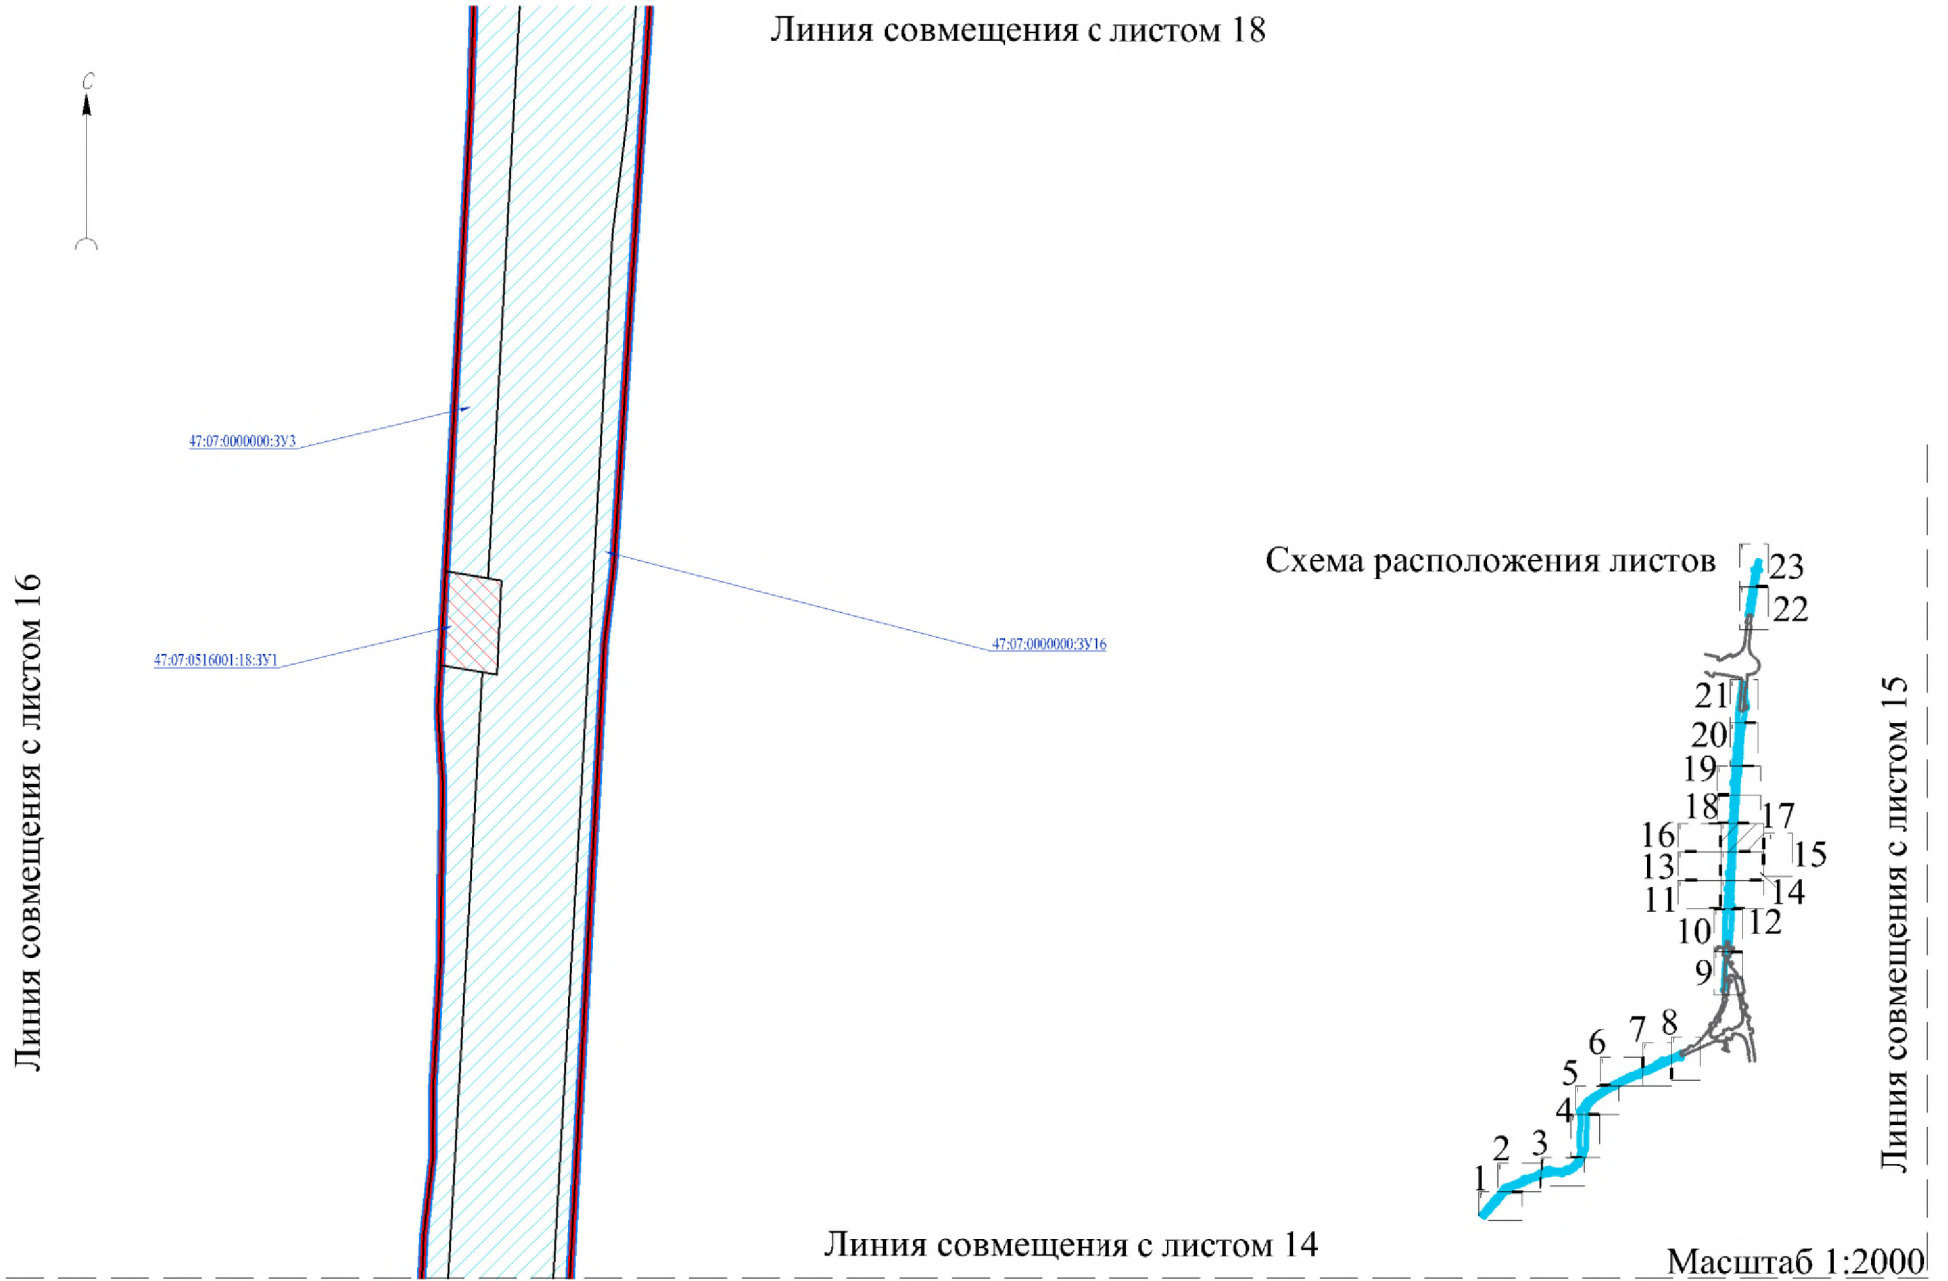 Линия совмещения с листом 18
С
47:07:0000000:ЗУ3
47:07:0516001:18:ЗУ1
47:07:0000000:ЗУ16
Линия совмещения с листом 16
Схема расположения листов
23
22
21
20
19
18
17
16
15
13
14
11
12
10
9
8
7
6
5
4
3
2
1
Линия совмещения с листом 15
Линия совмещения с листом 14
Масштаб 1:2000